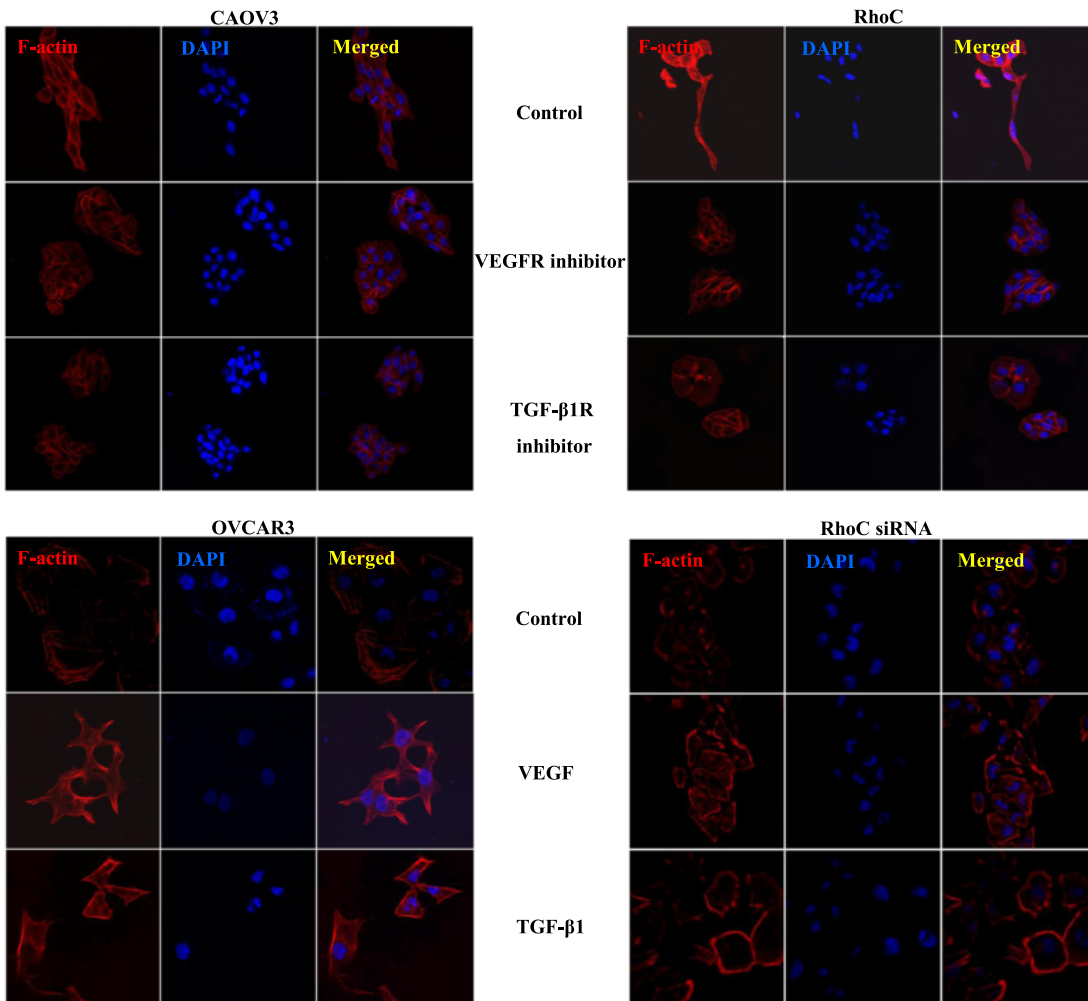 CAOV3
RhoC
F-actin DAPI Merged
F-actin DAPI Merged
Control
VEGFR inhibitor
TGF-β1R
inhibitor
OVCAR3
RhoC siRNA
F-actin DAPI Merged
F-actin DAPI Merged
Control
VEGF
TGF-β1